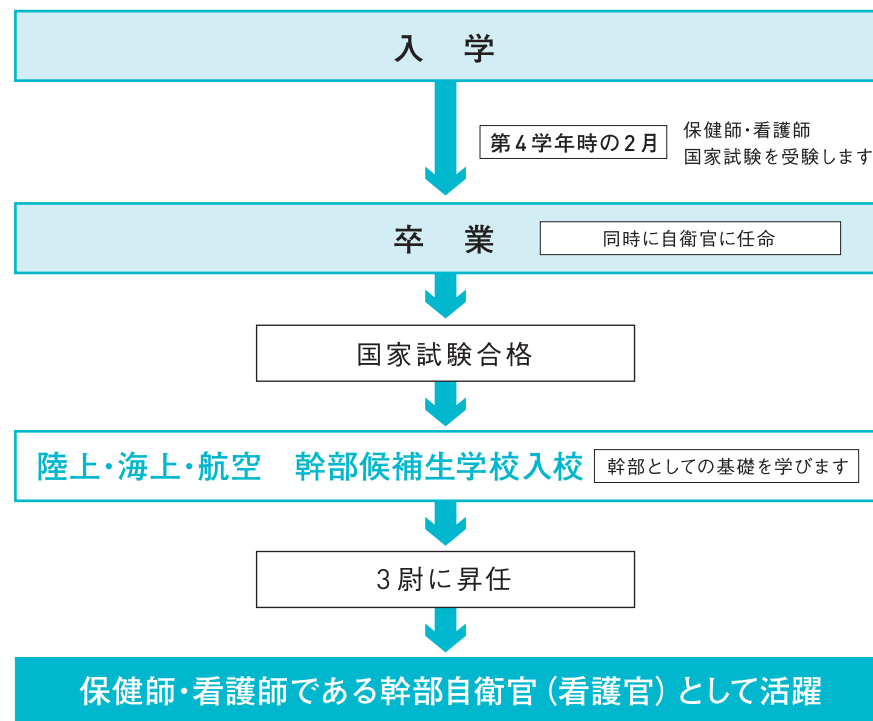 入 学
第4学年時の2月
保健師・看護師
国家試験を受験します
卒 業
同時に自衛官に任命
国家試験合格
陸上・海上・航空 幹部候補生学校入校
幹部としての基礎を学びます
3尉に昇任
保健師・看護師である幹部自衛官（看護官）として活躍